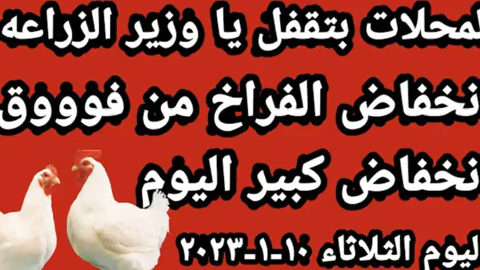 لمحلات بتقفل يا وزير الزراعه
نخفاض الفراخ من فوووق
نخفاض كبير اليوم
ليوم الثلاثاء ١٠-١-٢٠٢٣